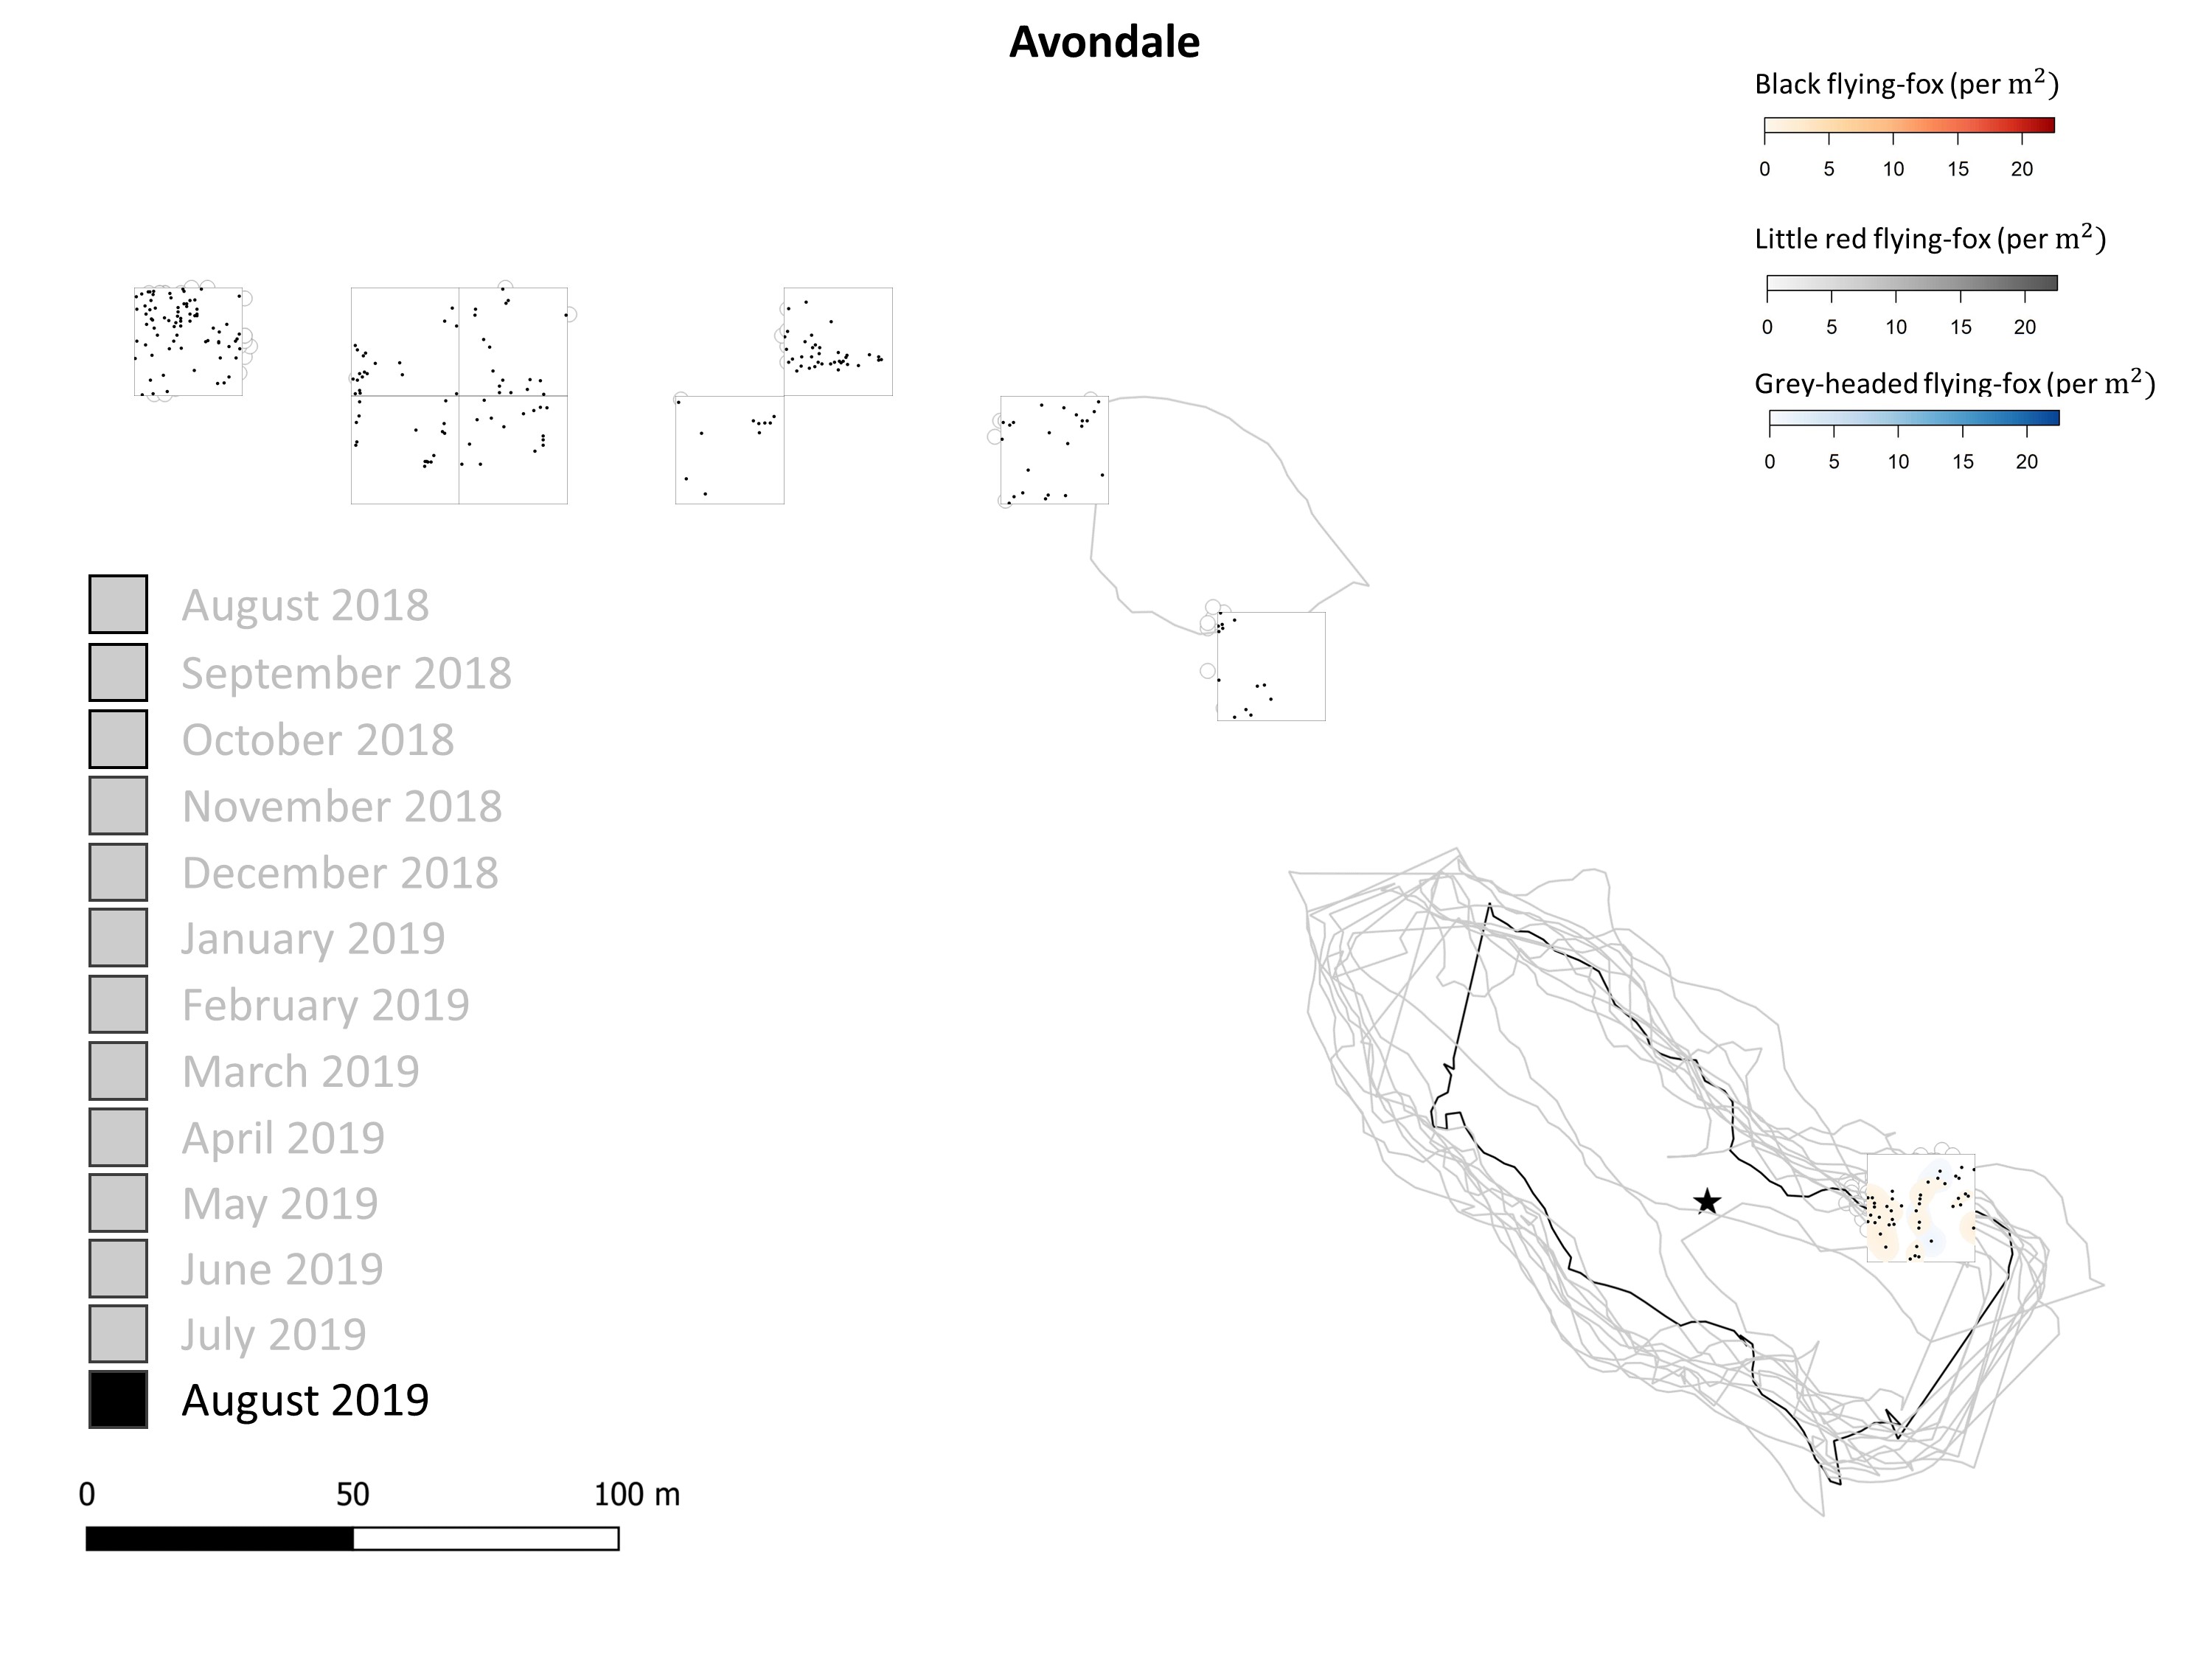 Avondale
Black flying-fox (per m²)
0 5 10 15 20
Little red flying-fox (per m²)
0 5 10 15 20
Grey-headed flying-fox (per m²)
0 5 10 15 20
August 2018
September 2018
October 2018
November 2018
December 2018
January 2019
February 2019
March 2019
April 2019
May 2019
June 2019
July 2019
August 2019
0 50 100 m